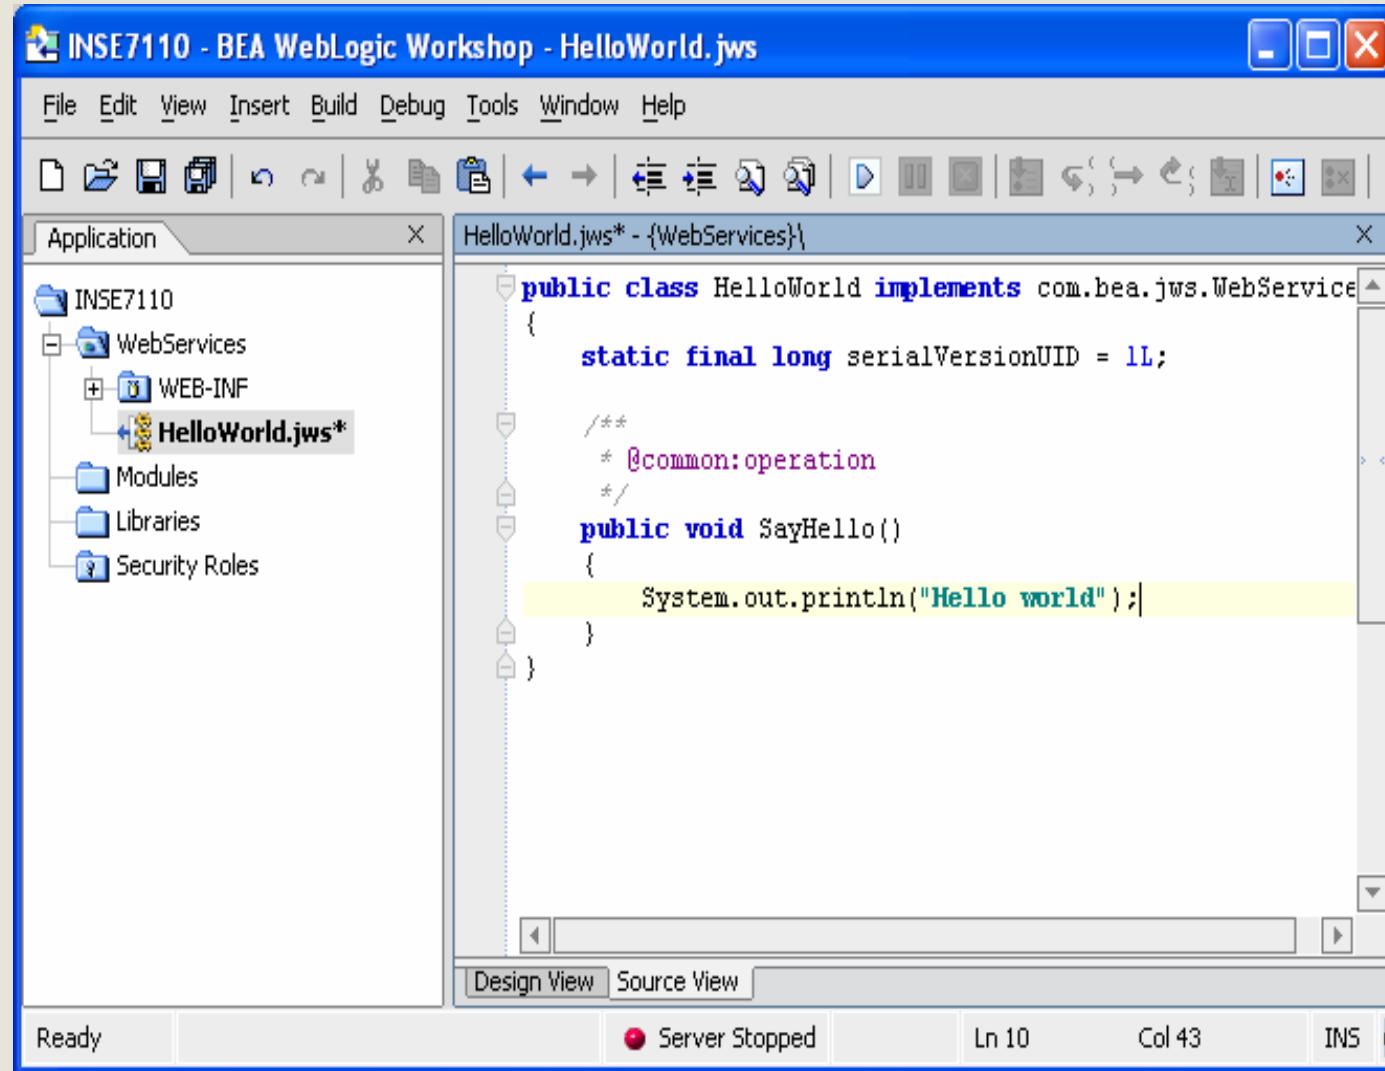 INSE7110 - BEA WebLogic Workshop - HelloWorld.jws
File Edit View Insert Build Debug Tools Window Help
Application
INSE7110
WebServices
WEB-INF
HelloWorld.jws*
Modules
Libraries
Security Roles
HelloWorld.jws* - {WebServices}\
public class HelloWorld implements com.bea.jws.WebService
{
static final long serialVersionUID = 1L;
/**
* @common:operation
*/
public void SayHello()
{
System.out.println("Hello world");
}
}
Design View Source View
Ready Server Stopped Ln 10 Col 43 INS